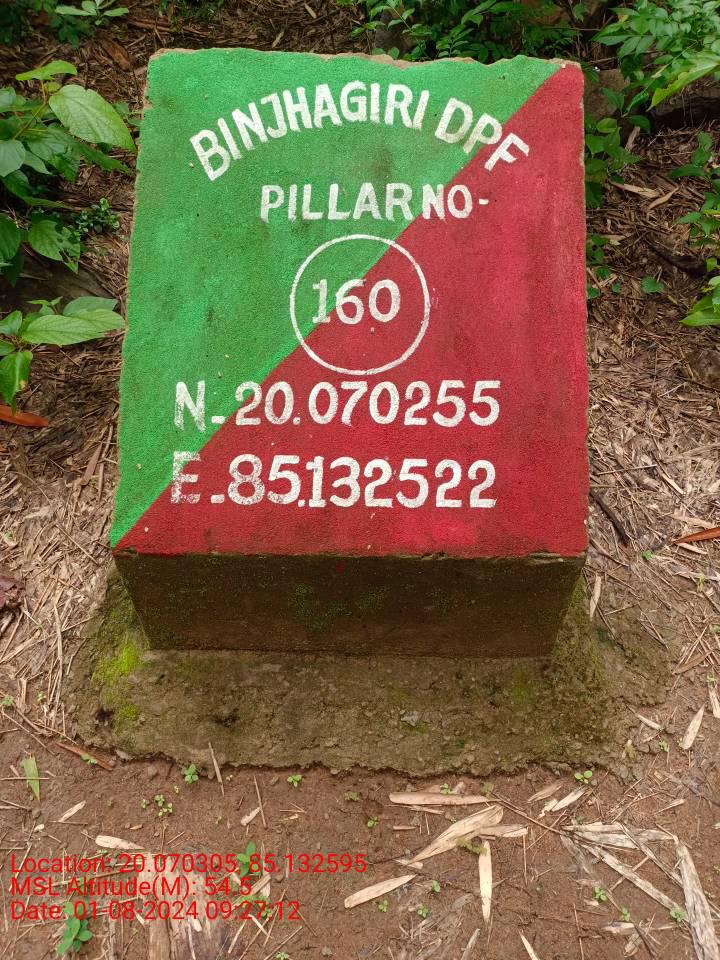 BINJHAGIRI DPF
PILLAR NO-
160
N-20.070255
E-85.132522
Location: 20.070305, 85.132595
MSL Altitude(M): 54.5
Date: 01-08-2024 09:27:12